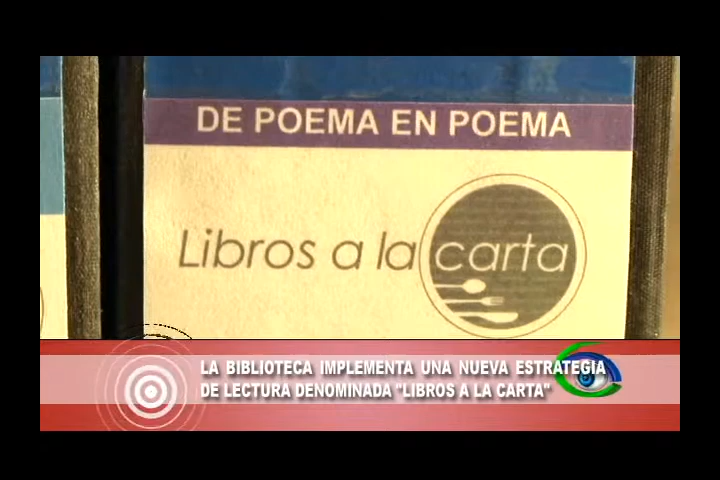 DE POEMA EN POEMA
Libros a la carta
LA BIBLIOTECA IMPLEMENTA UNA NUEVA ESTRATEGIA
DE LECTURA DENOMINADA "LIBROS A LA CARTA"